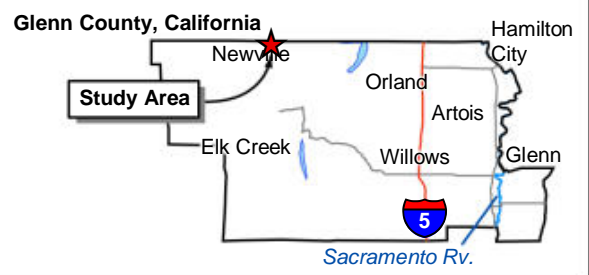 Glenn County, California
Hamilton
City
Newville
Orland
Study Area
Artois
Elk Creek
Willows
Glenn
5
Sacramento Rv.